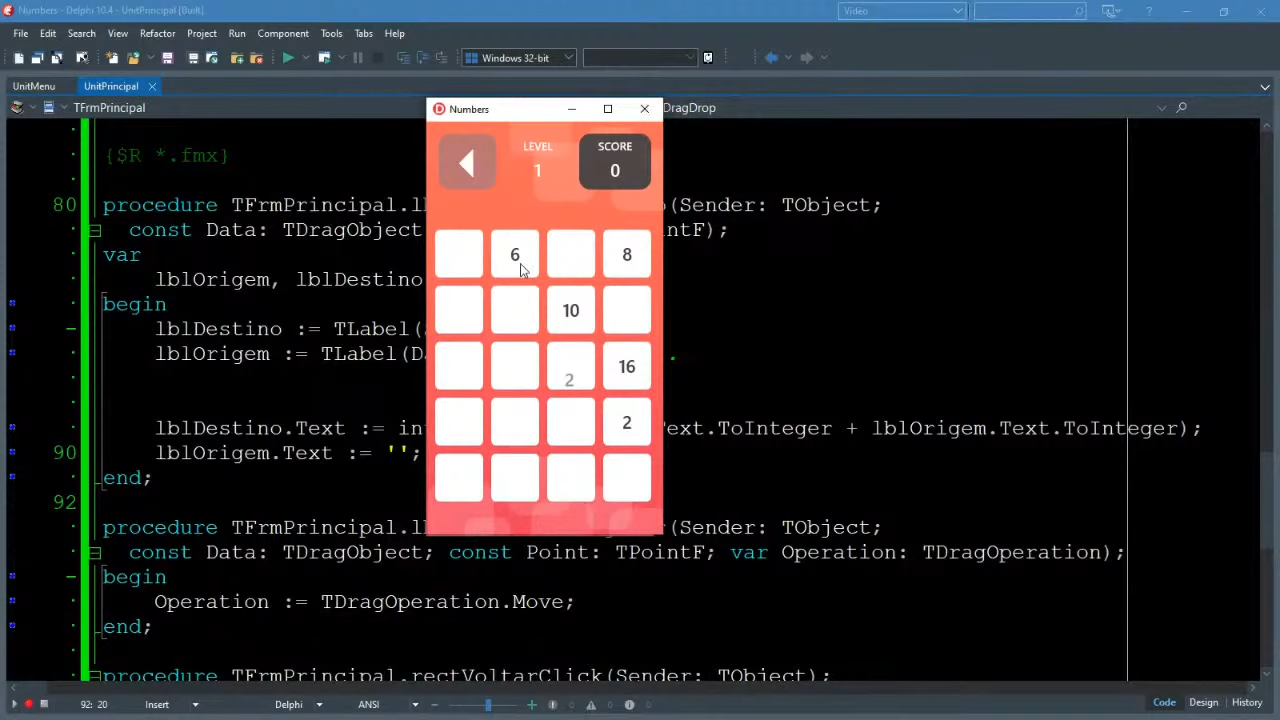 Numbers - Delphi 10.4 - UnitPrincipal [Built]
Video
File Edit Search View Refactor Project Run Component Tools Tabs Help
Windows 32-bit
UnitMenu UnitPrincipal
TFrmPrincipal
DragDrop
Numbers
LEVEL
1
SCORE
0
6 8
10
2 16
2
{$R *.fmx}
80 procedure TFrmPrincipal. (Sender: TObject;
const Data: TDragObject
var
lblOrigem, lblDestino
begin
lblDestino := TLabel(
lblOrigem := TLabel(D
lblDestino.Text := Text.ToInteger + lblOrigem.Text.ToInteger);
90 lblOrigem.Text := '';
end;
92
procedure TFrmPrincipal. (Sender: TObject;
const Data: TDragObject; const Point: TPointF; var Operation: TDragOperation);
begin
Operation := TDragOperation.Move;
end;
procedure TFrmPrincipal.rectVoltarClick(Sender: TObject);
92: 20 Insert Delphi ANSI 0 0 0 Code Design History